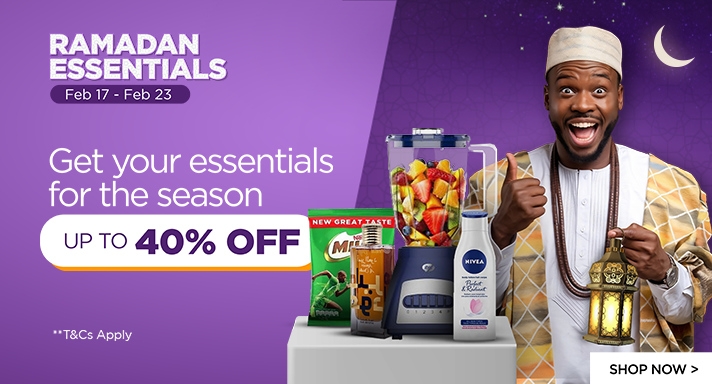 RAMADAN
ESSENTIALS
Feb 17 - Feb 23
Get your essentials
for the season
UP TO 40% OFF
NEW GREAT TASTE
NIVEA
Perfect
& Radiant
**T&Cs Apply
SHOP NOW >